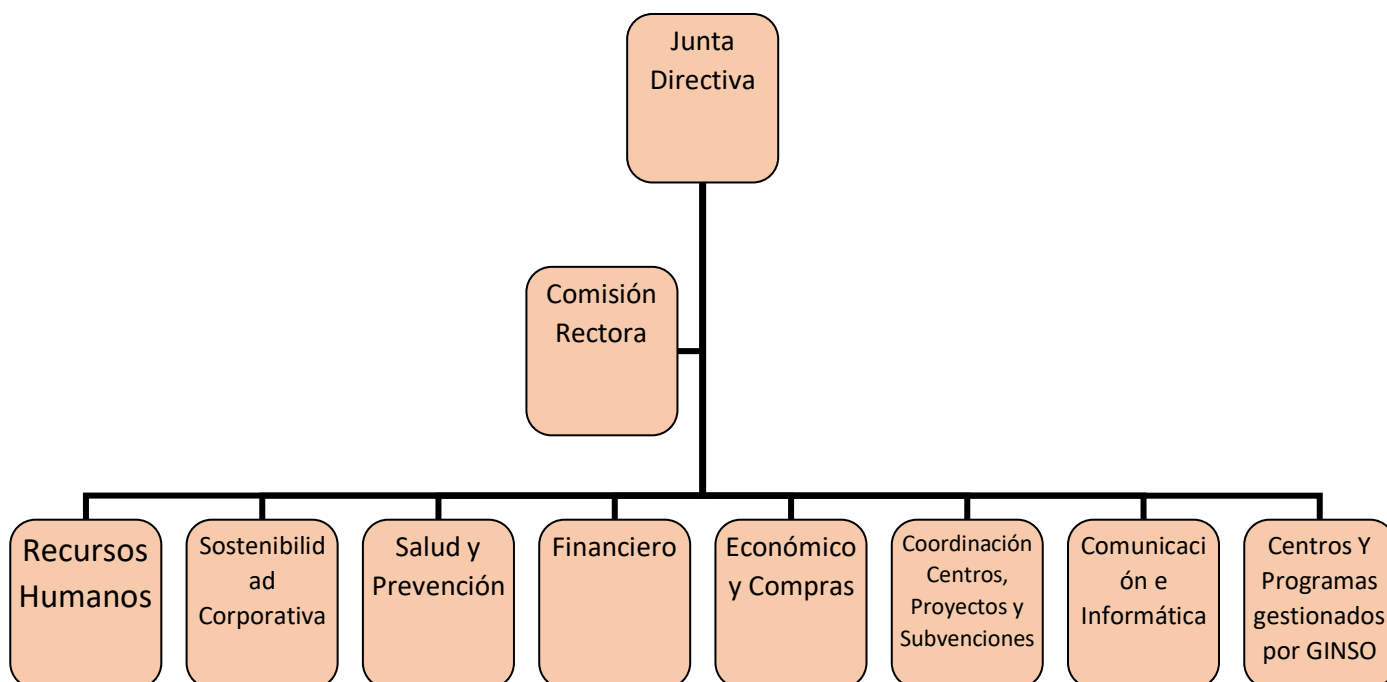 Junta
Directiva
Comisión
Rectora
Recursos
Humanos
Sostenibilid
ad
Corporativa
Salud y
Prevención
Financiero
Económico
y Compras
Coordinación
Centros,
Proyectos y
Subvenciones
Comunicaci
ón e
Informática
Centros Y
Programas
gestionados
por GINSO